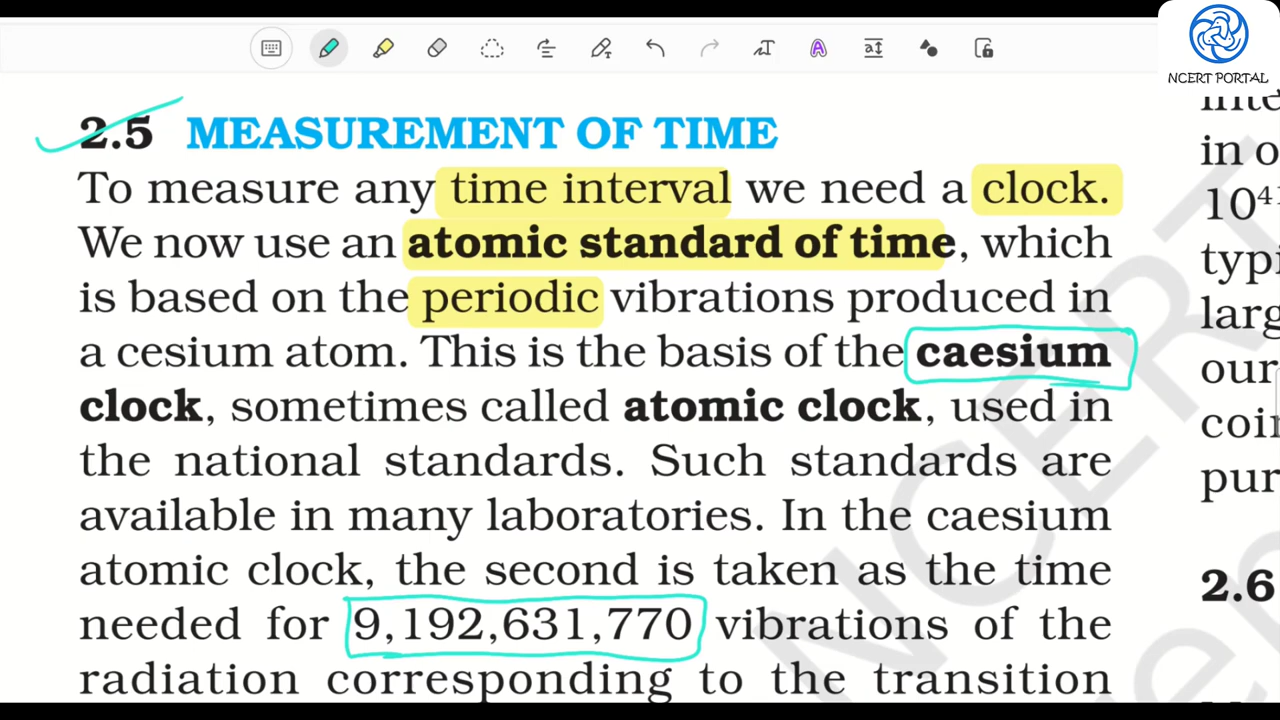 NCERT PORTAL
2.5 MEASUREMENT OF TIME
To measure any time interval we need a clock.
We now use an atomic standard of time, which
is based on the periodic vibrations produced in
a cesium atom. This is the basis of the caesium
clock, sometimes called atomic clock, used in
the national standards. Such standards are
available in many laboratories. In the caesium
atomic clock, the second is taken as the time
needed for 9,192,631,770 vibrations of the
radiation corresponding to the transition
in
2.6
NCERT